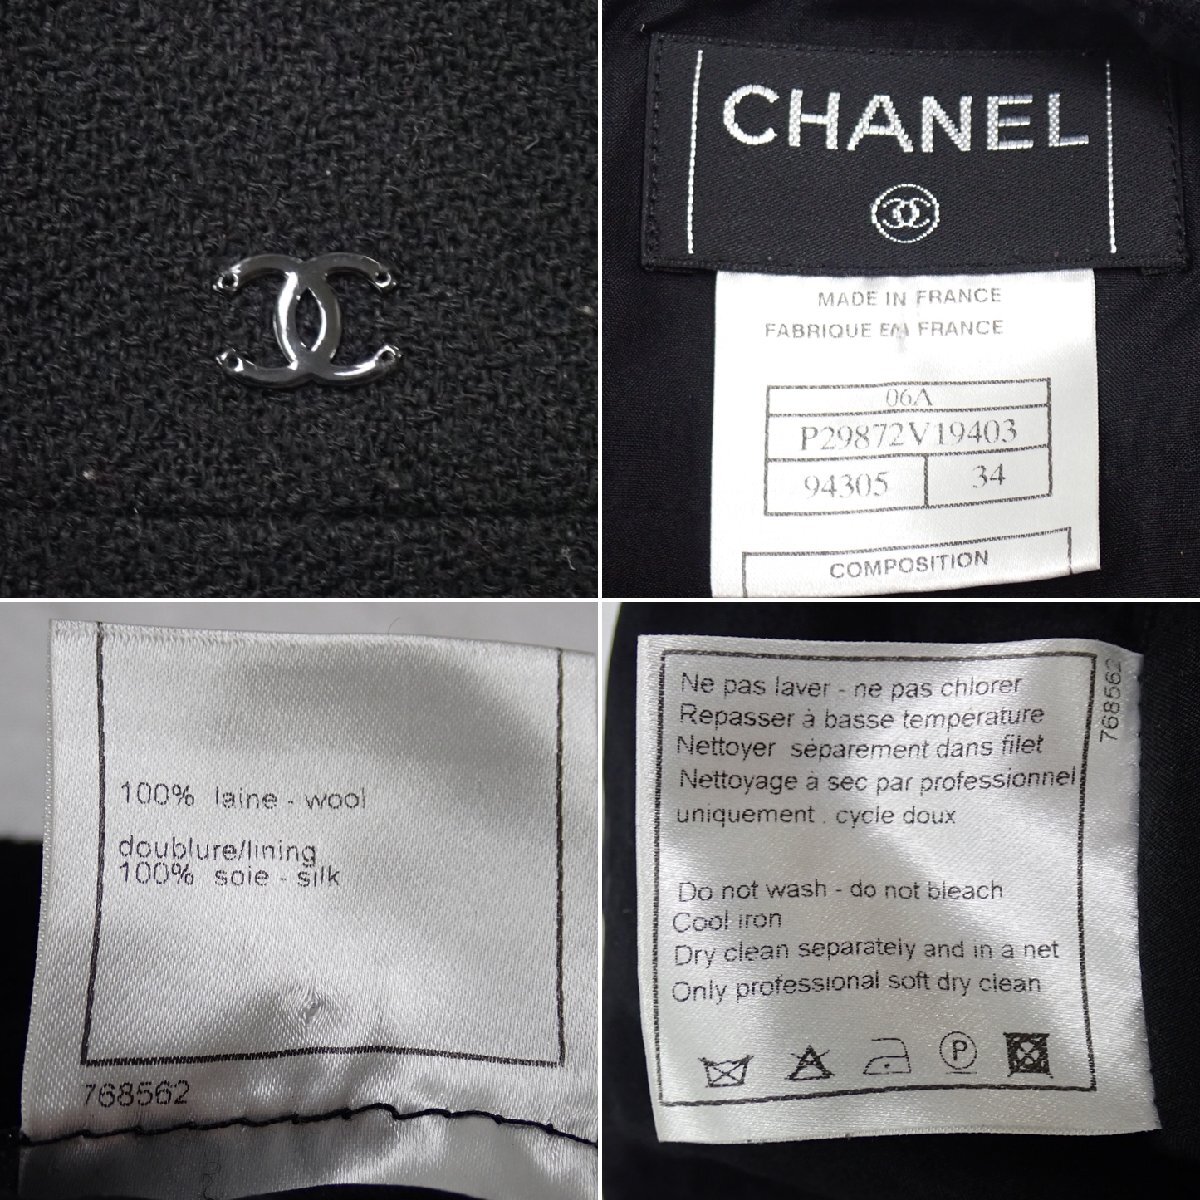 CHANEL
MADE IN FRANCE
FABRIQUE EN FRANCE
06A
P29872V19403
94305 34
COMPOSITION
100% laine - wool
doublure/lining
100% soie - silk
768562
Ne pas laver - ne pas chlorer
Repasser à basse température
Nettoyer séparement dans filet
Nettoyage à sec par professionnel
uniquement . cycle doux
Do not wash - do not bleach
Cool iron
Dry clean separately and in a net
Only professional soft dry clean
P
768562